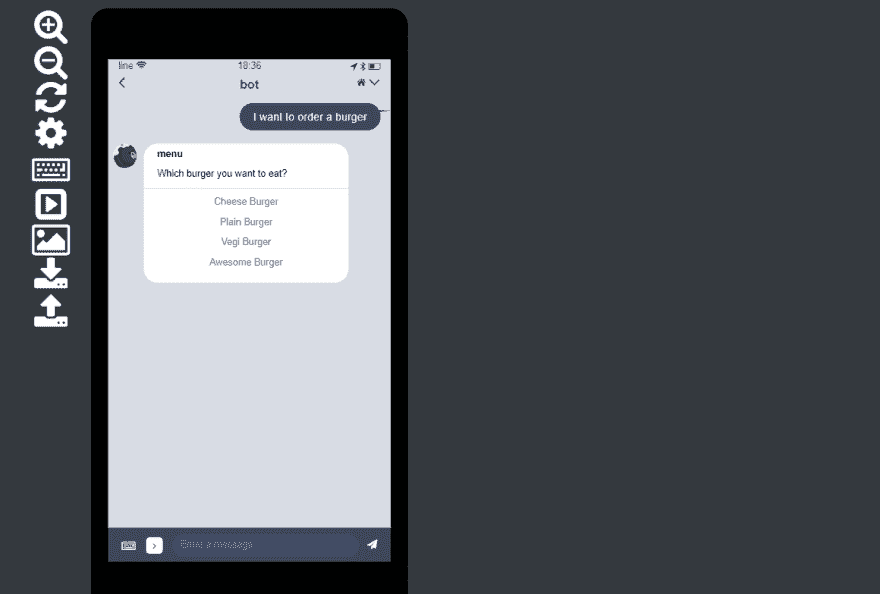 line 18:36
bot
I want to order a burger
menu
Which burger you want to eat?
Cheese Burger
Plain Burger
Vegi Burger
Awesome Burger
Enter a message